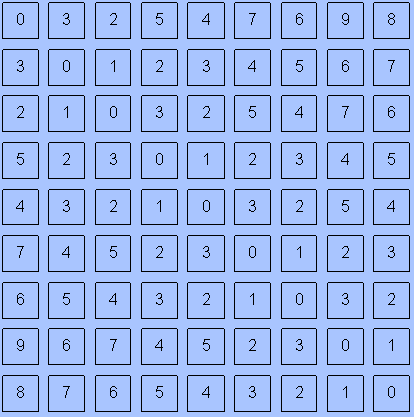 0 3 2 5 4 7 6 9 8
3 0 1 2 3 4 5 6 7
2 1 0 3 2 5 4 7 6
5 2 3 0 1 2 3 4 5
4 3 2 1 0 3 2 5 4
7 4 5 2 3 0 1 2 3
6 5 4 3 2 1 0 3 2
9 6 7 4 5 2 3 0 1
8 7 6 5 4 3 2 1 0